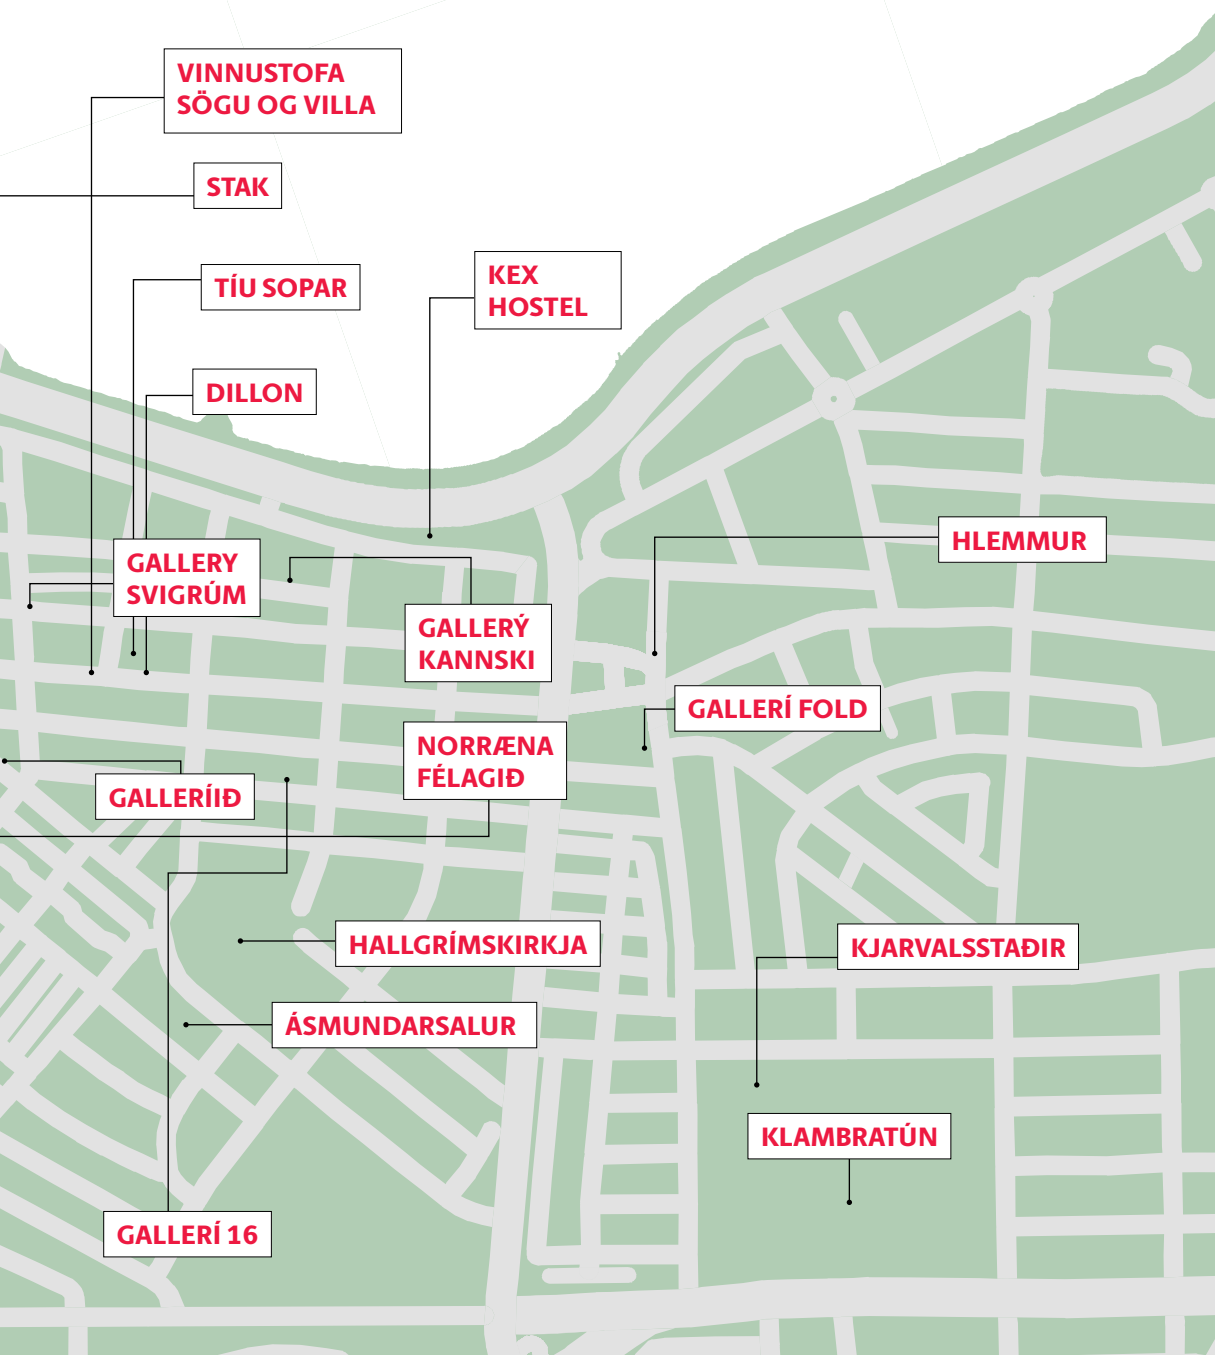 VINNUSTOFA
SÖGU OG VILLA
STAK
TÍU SOPAR
KEX
HOSTEL
DILLON
GALLERY
SVIGRÚM
HLEMMUR
GALLERÝ
KANNSKI
GALLERÍ FOLD
NORRÆNA
FÉLAGIÐ
GALLERÍIÐ
HALLGRÍMSKIRKJA
KJARVALSSTAÐIR
ÁSMUNDARSALUR
KLAMBRATÚN
GALLERÍ 16